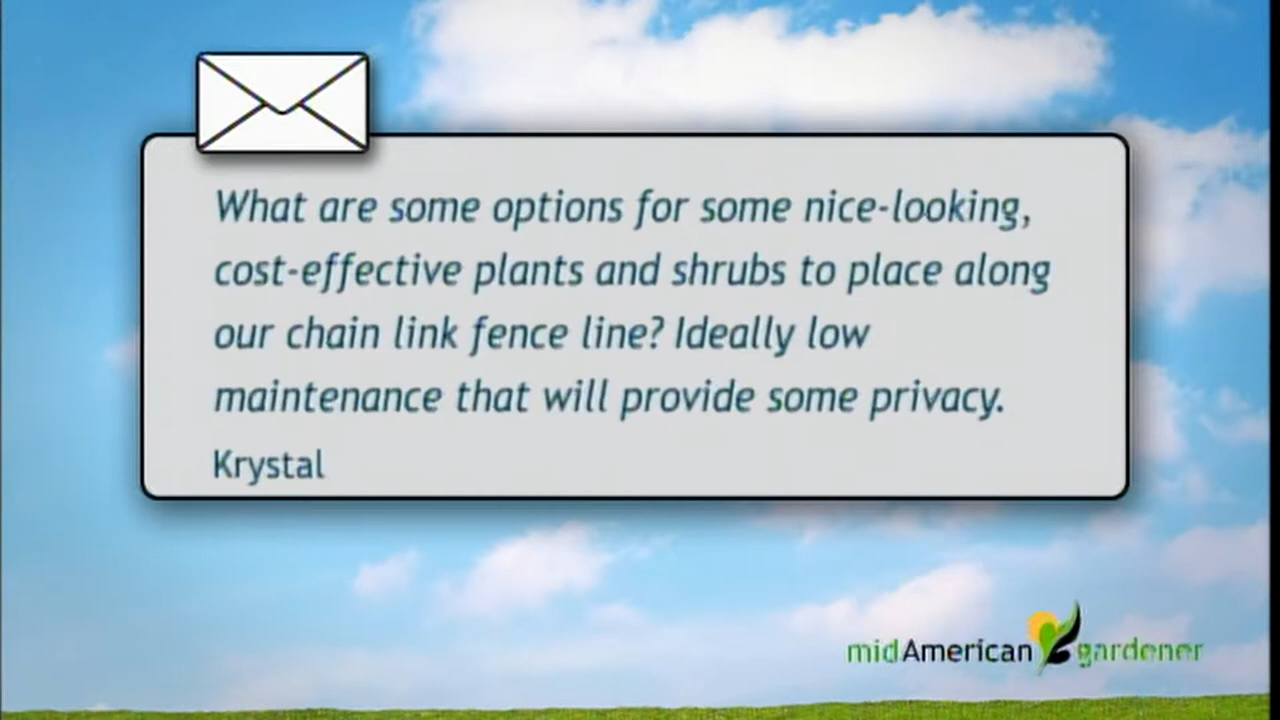 What are some options for some nice-looking,
cost-effective plants and shrubs to place along
our chain link fence line? Ideally low
maintenance that will provide some privacy.
Krystal
midAmerican gardener